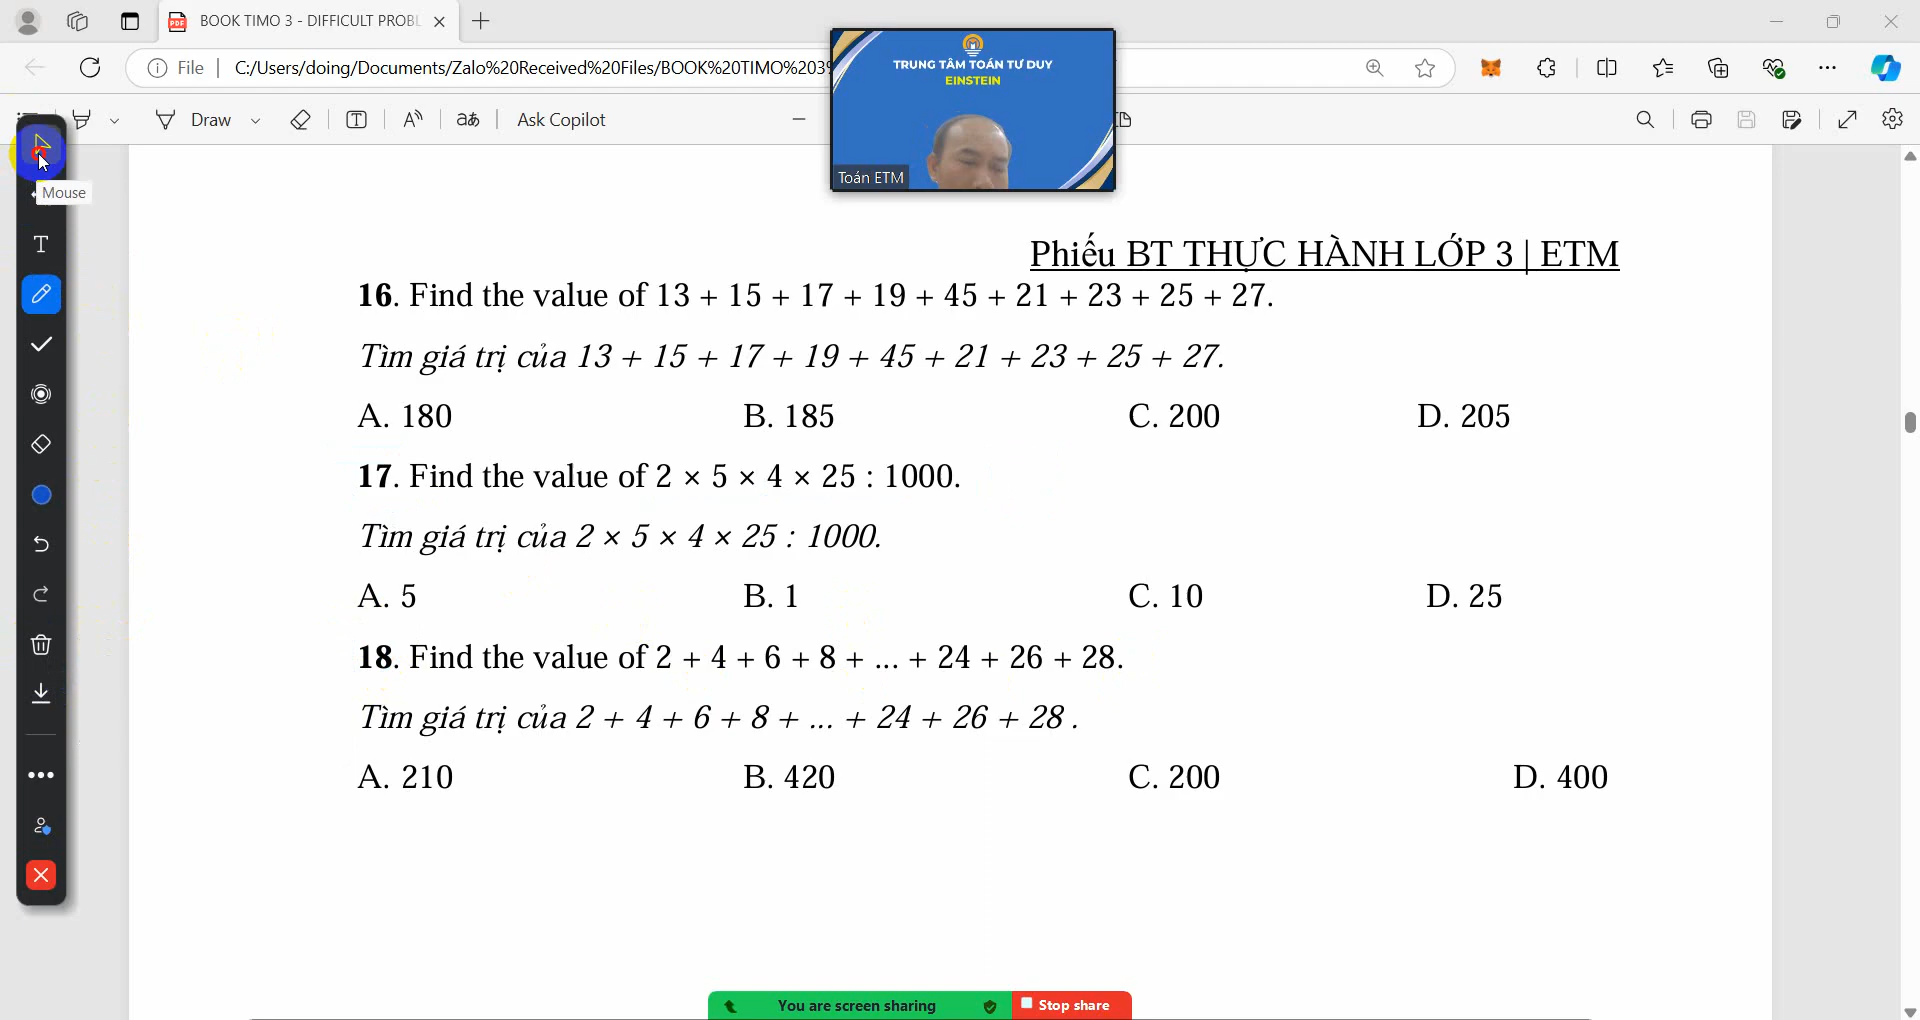 BOOK TIMO 3 - DIFFICULT PROBL
File
C:/Users/doing/Documents/Zalo%20Received%20Files/BOOK%20TIMO%203
Draw
Ask Copilot
TRUNG TÂM TOÁN TƯ DUY
EINSTEIN
Toán ETM
Mouse
Phiếu BT THỰC HÀNH LỚP 3 | ETM
16. Find the value of 13 + 15 + 17 + 19 + 45 + 21 + 23 + 25 + 27.
Tìm giá trị của 13 + 15 + 17 + 19 + 45 + 21 + 23 + 25 + 27.
A. 180 B. 185 C. 200 D. 205
17. Find the value of 2 × 5 × 4 × 25 : 1000.
Tìm giá trị của 2 × 5 × 4 × 25 : 1000.
A. 5 B. 1 C. 10 D. 25
18. Find the value of 2 + 4 + 6 + 8 + ... + 24 + 26 + 28.
Tìm giá trị của 2 + 4 + 6 + 8 + ... + 24 + 26 + 28 .
A. 210 B. 420 C. 200 D. 400
You are screen sharing
Stop share